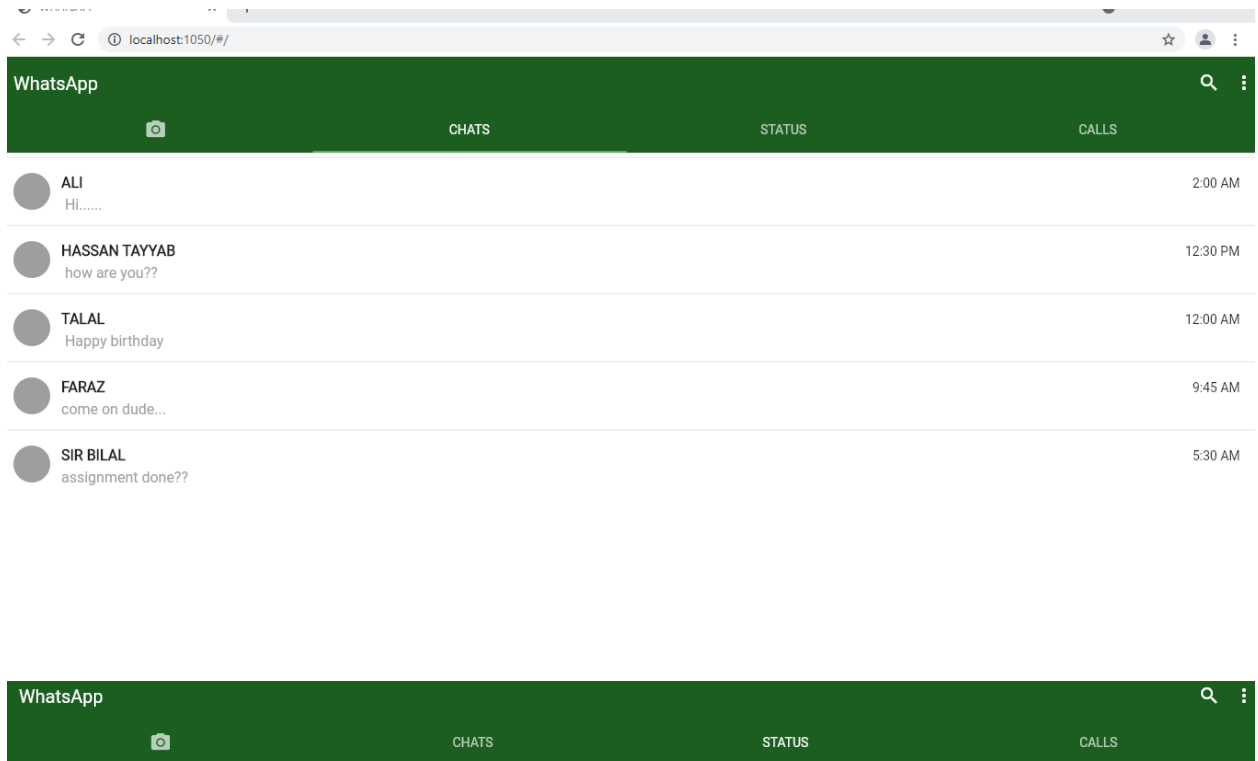 localhost:1050/#/
WhatsApp
CHATS STATUS CALLS
ALI 2:00 AM
Hi......
HASSAN TAYYAB 12:30 PM
how are you??
TALAL 12:00 AM
Happy birthday
FARAZ 9:45 AM
come on dude...
SIR BILAL 5:30 AM
assignment done??
WhatsApp
CHATS STATUS CALLS